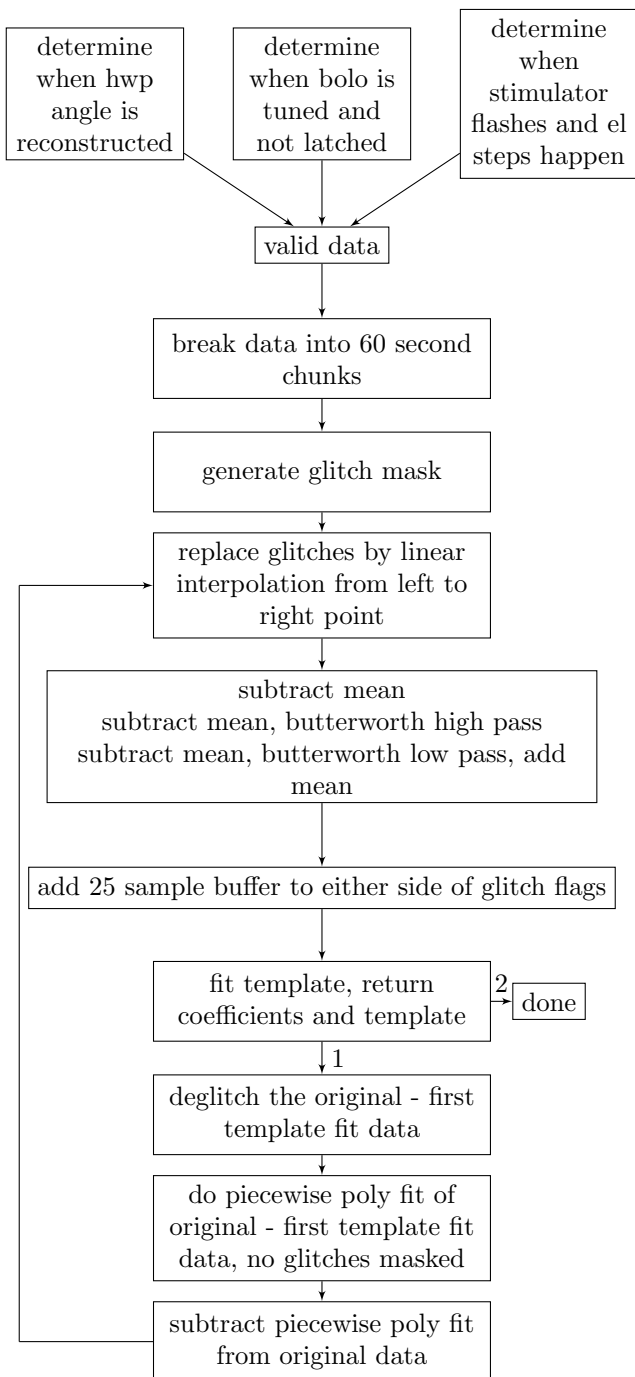 determine
when hwp
angle is
reconstructed
determine
when bolo is
tuned and
not latched
determine
when
stimulator
flashes and el
steps happen
valid data
break data into 60 second
chunks
generate glitch mask
replace glitches by linear
interpolation from left to
right point
subtract mean
subtract mean, butterworth high pass
subtract mean, butterworth low pass, add
mean
add 25 sample buffer to either side of glitch flags
fit template, return
coefficients and template
2
done
1
deglitch the original - first
template fit data
do piecewise poly fit of
original - first template fit
data, no glitches masked
subtract piecewise poly fit
from original data